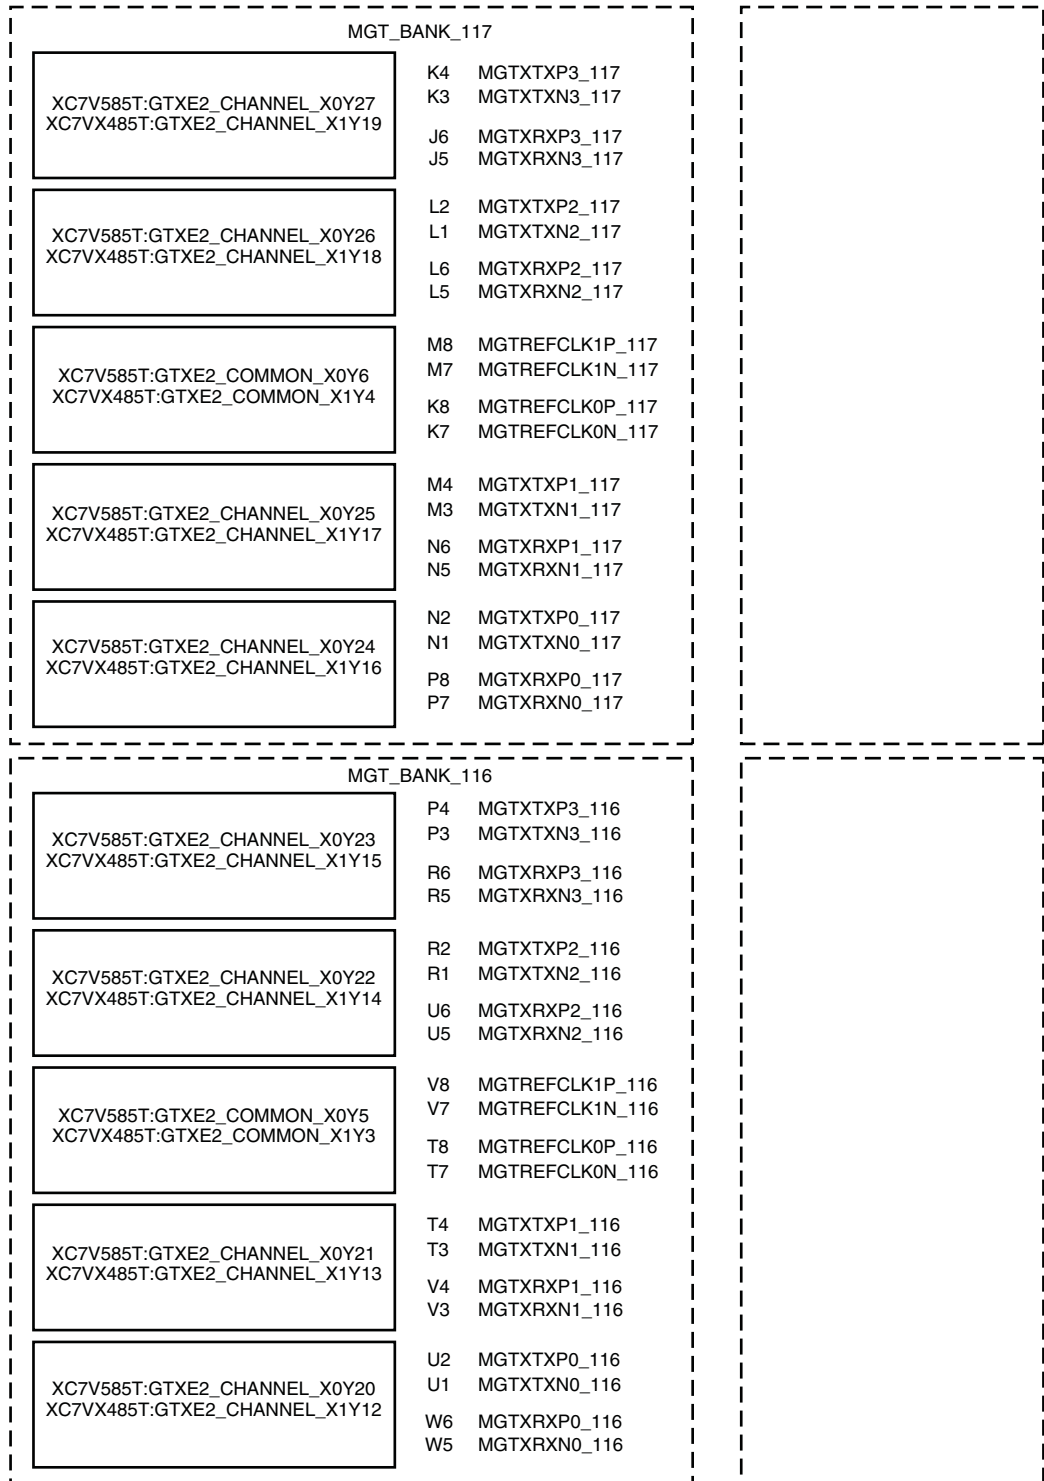 MGT_BANK_117
XC7V585T:GTXE2_CHANNEL_X0Y27
XC7VX485T:GTXE2_CHANNEL_X1Y19
K4 MGTXTXP3_117
K3 MGTXTXN3_117
J6 MGTXRXP3_117
J5 MGTXRXN3_117
XC7V585T:GTXE2_CHANNEL_X0Y26
XC7VX485T:GTXE2_CHANNEL_X1Y18
L2 MGTXTXP2_117
L1 MGTXTXN2_117
L6 MGTXRXP2_117
L5 MGTXRXN2_117
XC7V585T:GTXE2_COMMON_X0Y6
XC7VX485T:GTXE2_COMMON_X1Y4
M8 MGTREFCLK1P_117
M7 MGTREFCLK1N_117
K8 MGTREFCLK0P_117
K7 MGTREFCLK0N_117
XC7V585T:GTXE2_CHANNEL_X0Y25
XC7VX485T:GTXE2_CHANNEL_X1Y17
M4 MGTXTXP1_117
M3 MGTXTXN1_117
N6 MGTXRXP1_117
N5 MGTXRXN1_117
XC7V585T:GTXE2_CHANNEL_X0Y24
XC7VX485T:GTXE2_CHANNEL_X1Y16
N2 MGTXTXP0_117
N1 MGTXTXN0_117
P8 MGTXRXP0_117
P7 MGTXRXN0_117
MGT_BANK_116
XC7V585T:GTXE2_CHANNEL_X0Y23
XC7VX485T:GTXE2_CHANNEL_X1Y15
P4 MGTXTXP3_116
P3 MGTXTXN3_116
R6 MGTXRXP3_116
R5 MGTXRXN3_116
XC7V585T:GTXE2_CHANNEL_X0Y22
XC7VX485T:GTXE2_CHANNEL_X1Y14
R2 MGTXTXP2_116
R1 MGTXTXN2_116
U6 MGTXRXP2_116
U5 MGTXRXN2_116
XC7V585T:GTXE2_COMMON_X0Y5
XC7VX485T:GTXE2_COMMON_X1Y3
V8 MGTREFCLK1P_116
V7 MGTREFCLK1N_116
T8 MGTREFCLK0P_116
T7 MGTREFCLK0N_116
XC7V585T:GTXE2_CHANNEL_X0Y21
XC7VX485T:GTXE2_CHANNEL_X1Y13
T4 MGTXTXP1_116
T3 MGTXTXN1_116
V4 MGTXRXP1_116
V3 MGTXRXN1_116
XC7V585T:GTXE2_CHANNEL_X0Y20
XC7VX485T:GTXE2_CHANNEL_X1Y12
U2 MGTXTXP0_116
U1 MGTXTXN0_116
W6 MGTXRXP0_116
W5 MGTXRXN0_116